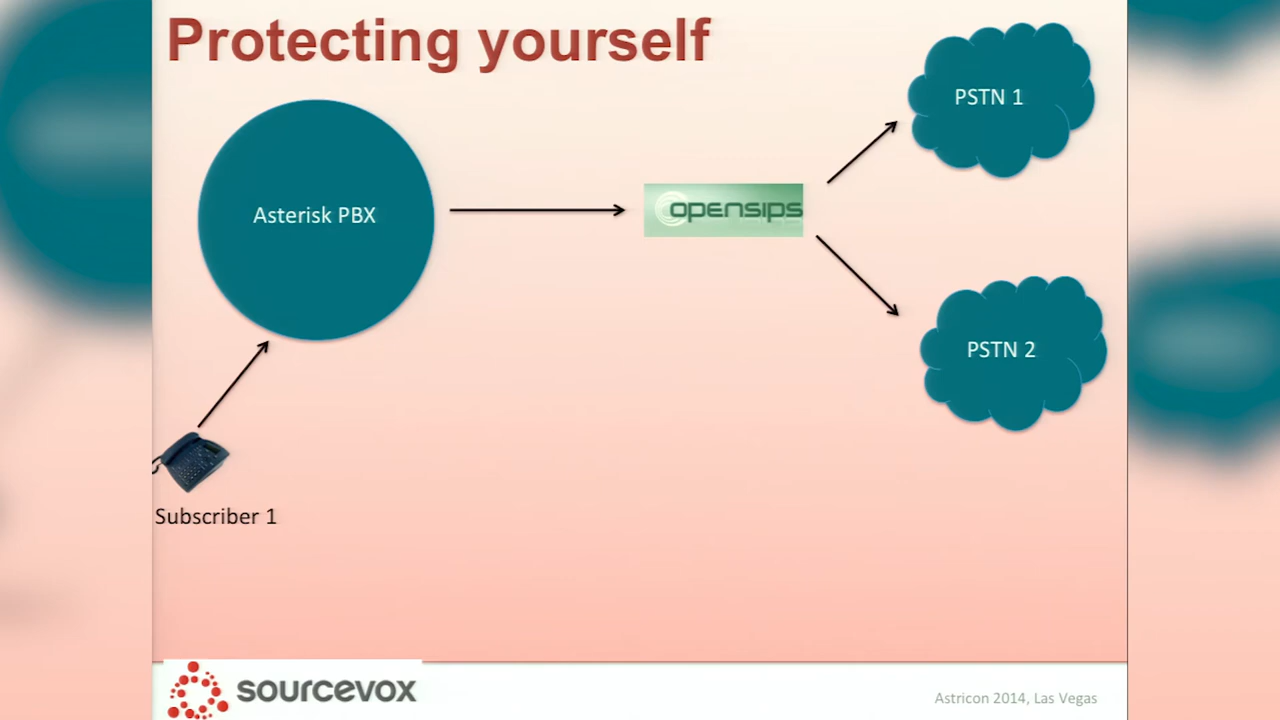 Protecting yourself
PSTN 1
Asterisk PBX
opensips
PSTN 2
Subscriber 1
sourcevox
Astricon 2014, Las Vegas